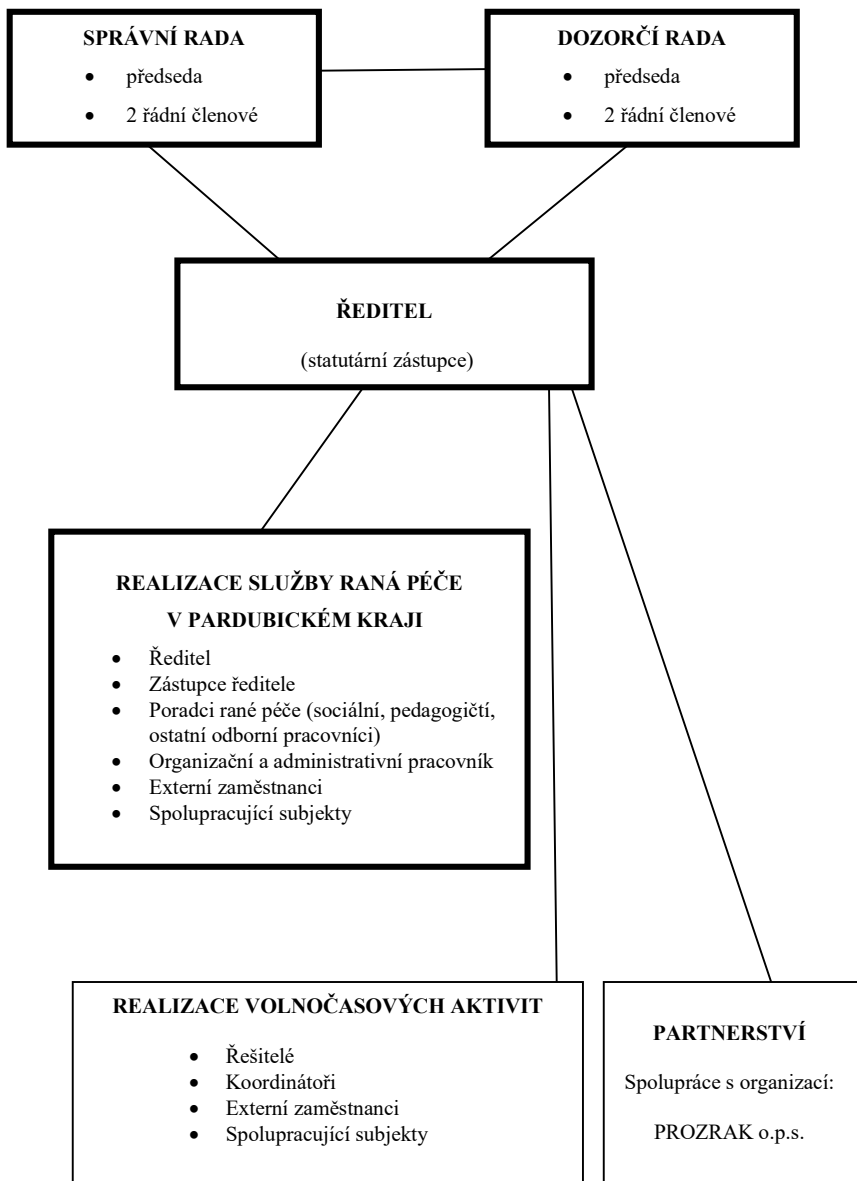 SPRÁVNÍ RADA
• předseda
• 2 řádní členové
DOZORČÍ RADA
• předseda
• 2 řádní členové
ŘEDITEL
(statutární zástupce)
REALIZACE SLUŽBY RANÁ PÉČE
V PARDUBICKÉM KRAJI
• Ředitel
• Zástupce ředitele
• Poradci rané péče (sociální, pedagogičtí,
ostatní odborní pracovníci)
• Organizační a administrativní pracovník
• Externí zaměstnanci
• Spolupracující subjekty
REALIZACE VOLNOČASOVÝCH AKTIVIT
• Řešitelé
• Koordinátoři
• Externí zaměstnanci
• Spolupracující subjekty
PARTNERSTVÍ
Spolupráce s organizací:
PROZRAK o.p.s.